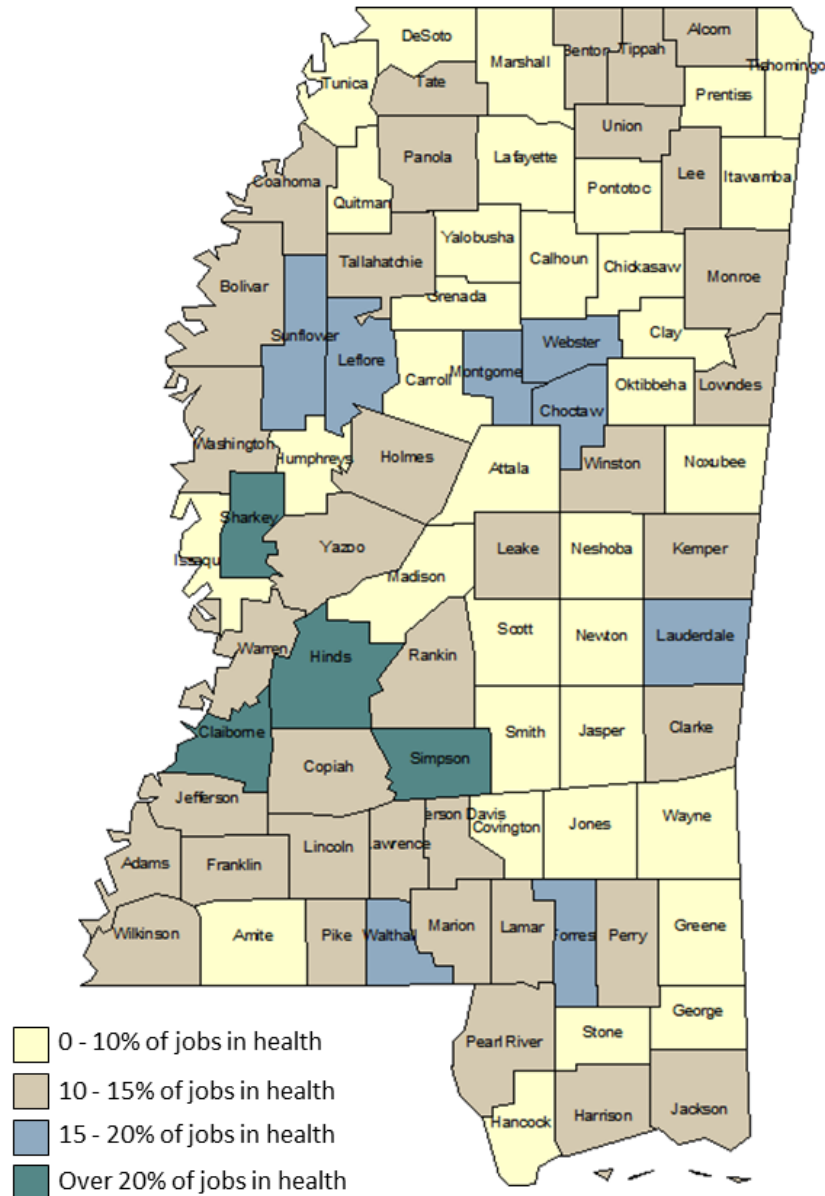 DeSoto
Marshall
Benton
Tippah
Alcorn
Tishomingo
Tunica
Tate
Prentiss
Union
Panola
Lafayette
Coahoma
Quitman
Pontotoc
Lee
Itawamba
Yalobusha
Tallahatchie
Calhoun
Chickasaw
Monroe
Bolivar
Grenada
Sunflower
Leflore
Webster
Clay
Carroll
Montgome
Oktibbeha
Lowndes
Choctaw
Washington
Humphreys
Holmes
Attala
Winston
Noxubee
Sharkey
Yazoo
Leake
Neshoba
Kemper
Issaqu
Madison
Scott
Newton
Lauderdale
Warren
Hinds
Rankin
Claiborne
Simpson
Smith
Jasper
Clarke
Copiah
Jefferson
erson Davis
Covington
Jones
Wayne
Lincoln
Lawrence
Adams
Franklin
Wilkinson
Amite
Pike
Walthal
Marion
Lamar
Forres
Perry
Greene
George
Stone
Pearl River
Hancock
Harrison
Jackson
0 - 10% of jobs in health
10 - 15% of jobs in health
15 - 20% of jobs in health
Over 20% of jobs in health